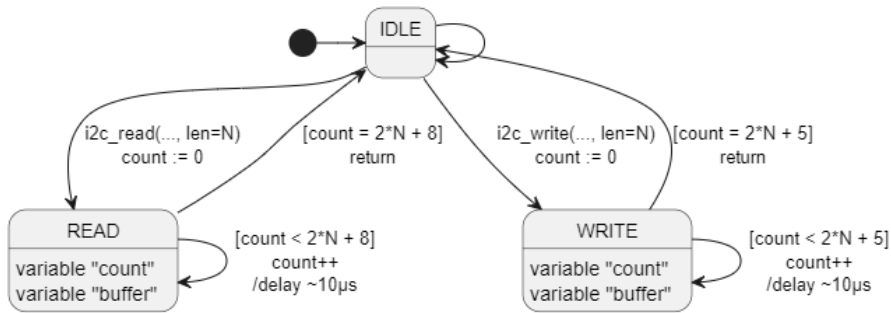 IDLE
i2c_read(..., len=N)
count := 0
[count = 2*N + 8]
return
i2c_write(..., len=N)
count := 0
[count = 2*N + 5]
return
READ
variable "count"
variable "buffer"
[count < 2*N + 8]
count++
/delay ~10µs
WRITE
variable "count"
variable "buffer"
[count < 2*N + 5]
count++
/delay ~10µs